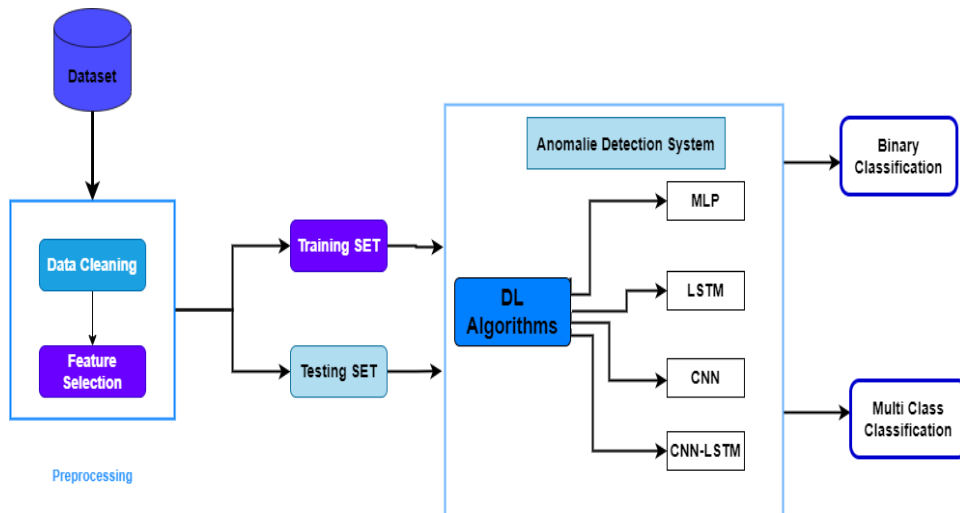 Dataset
Data Cleaning
Feature
Selection
Preprocessing
Training SET
Testing SET
Anomalie Detection System
DL
Algorithms
MLP
LSTM
CNN
CNN-LSTM
Binary
Classification
Multi Class
Classification